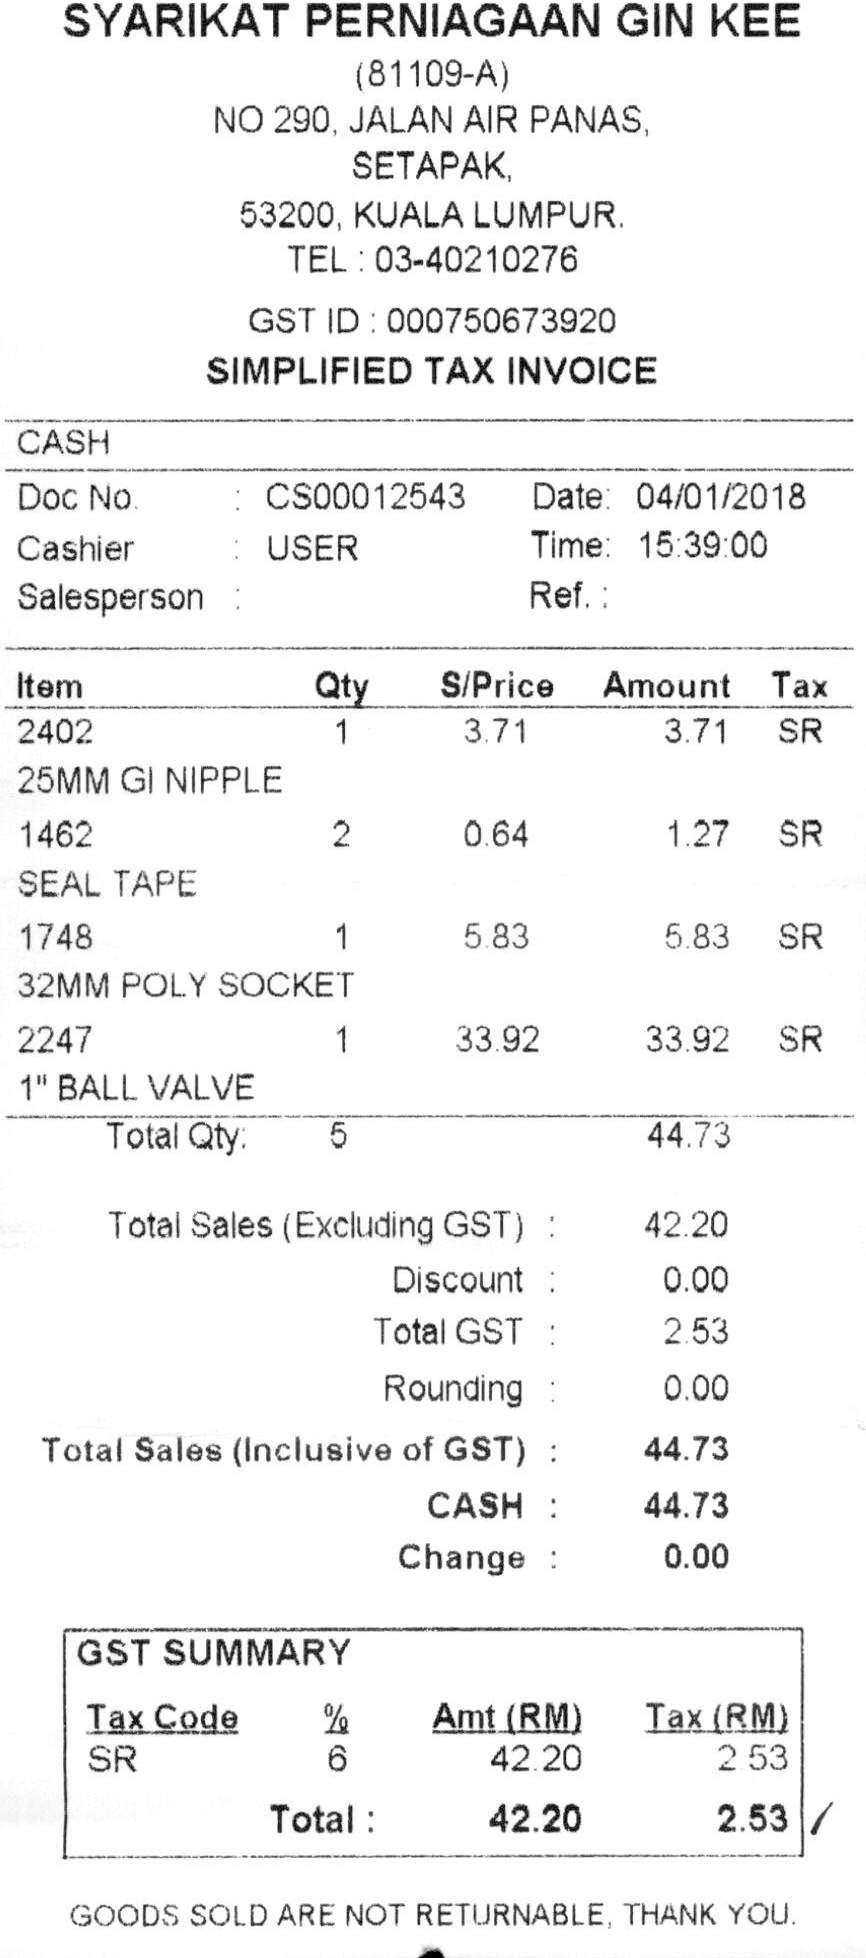 SYARIKAT PERNIAGAAN GIN KEE
(81109-A)
NO 290, JALAN AIR PANAS,
SETAPAK,
53200, KUALA LUMPUR.
TEL : 03-40210276
GST ID : 000750673920
SIMPLIFIED TAX INVOICE
CASH
Doc No. : CS00012543 Date: 04/01/2018
Cashier : USER Time: 15:39:00
Salesperson : Ref. :
Item Qty S/Price Amount Tax
2402 1 3.71 3.71 SR
25MM GI NIPPLE
1462 2 0.64 1.27 SR
SEAL TAPE
1748 1 5.83 5.83 SR
32MM POLY SOCKET
2247 1 33.92 33.92 SR
1" BALL VALVE
Total Qty: 5 44.73
Total Sales (Excluding GST) : 42.20
Discount : 0.00
Total GST : 2.53
Rounding : 0.00
Total Sales (Inclusive of GST) : 44.73
CASH : 44.73
Change : 0.00
GST SUMMARY
Tax Code % Amt (RM) Tax (RM)
SR 6 42.20 2.53
Total : 42.20 2.53
GOODS SOLD ARE NOT RETURNABLE, THANK YOU.